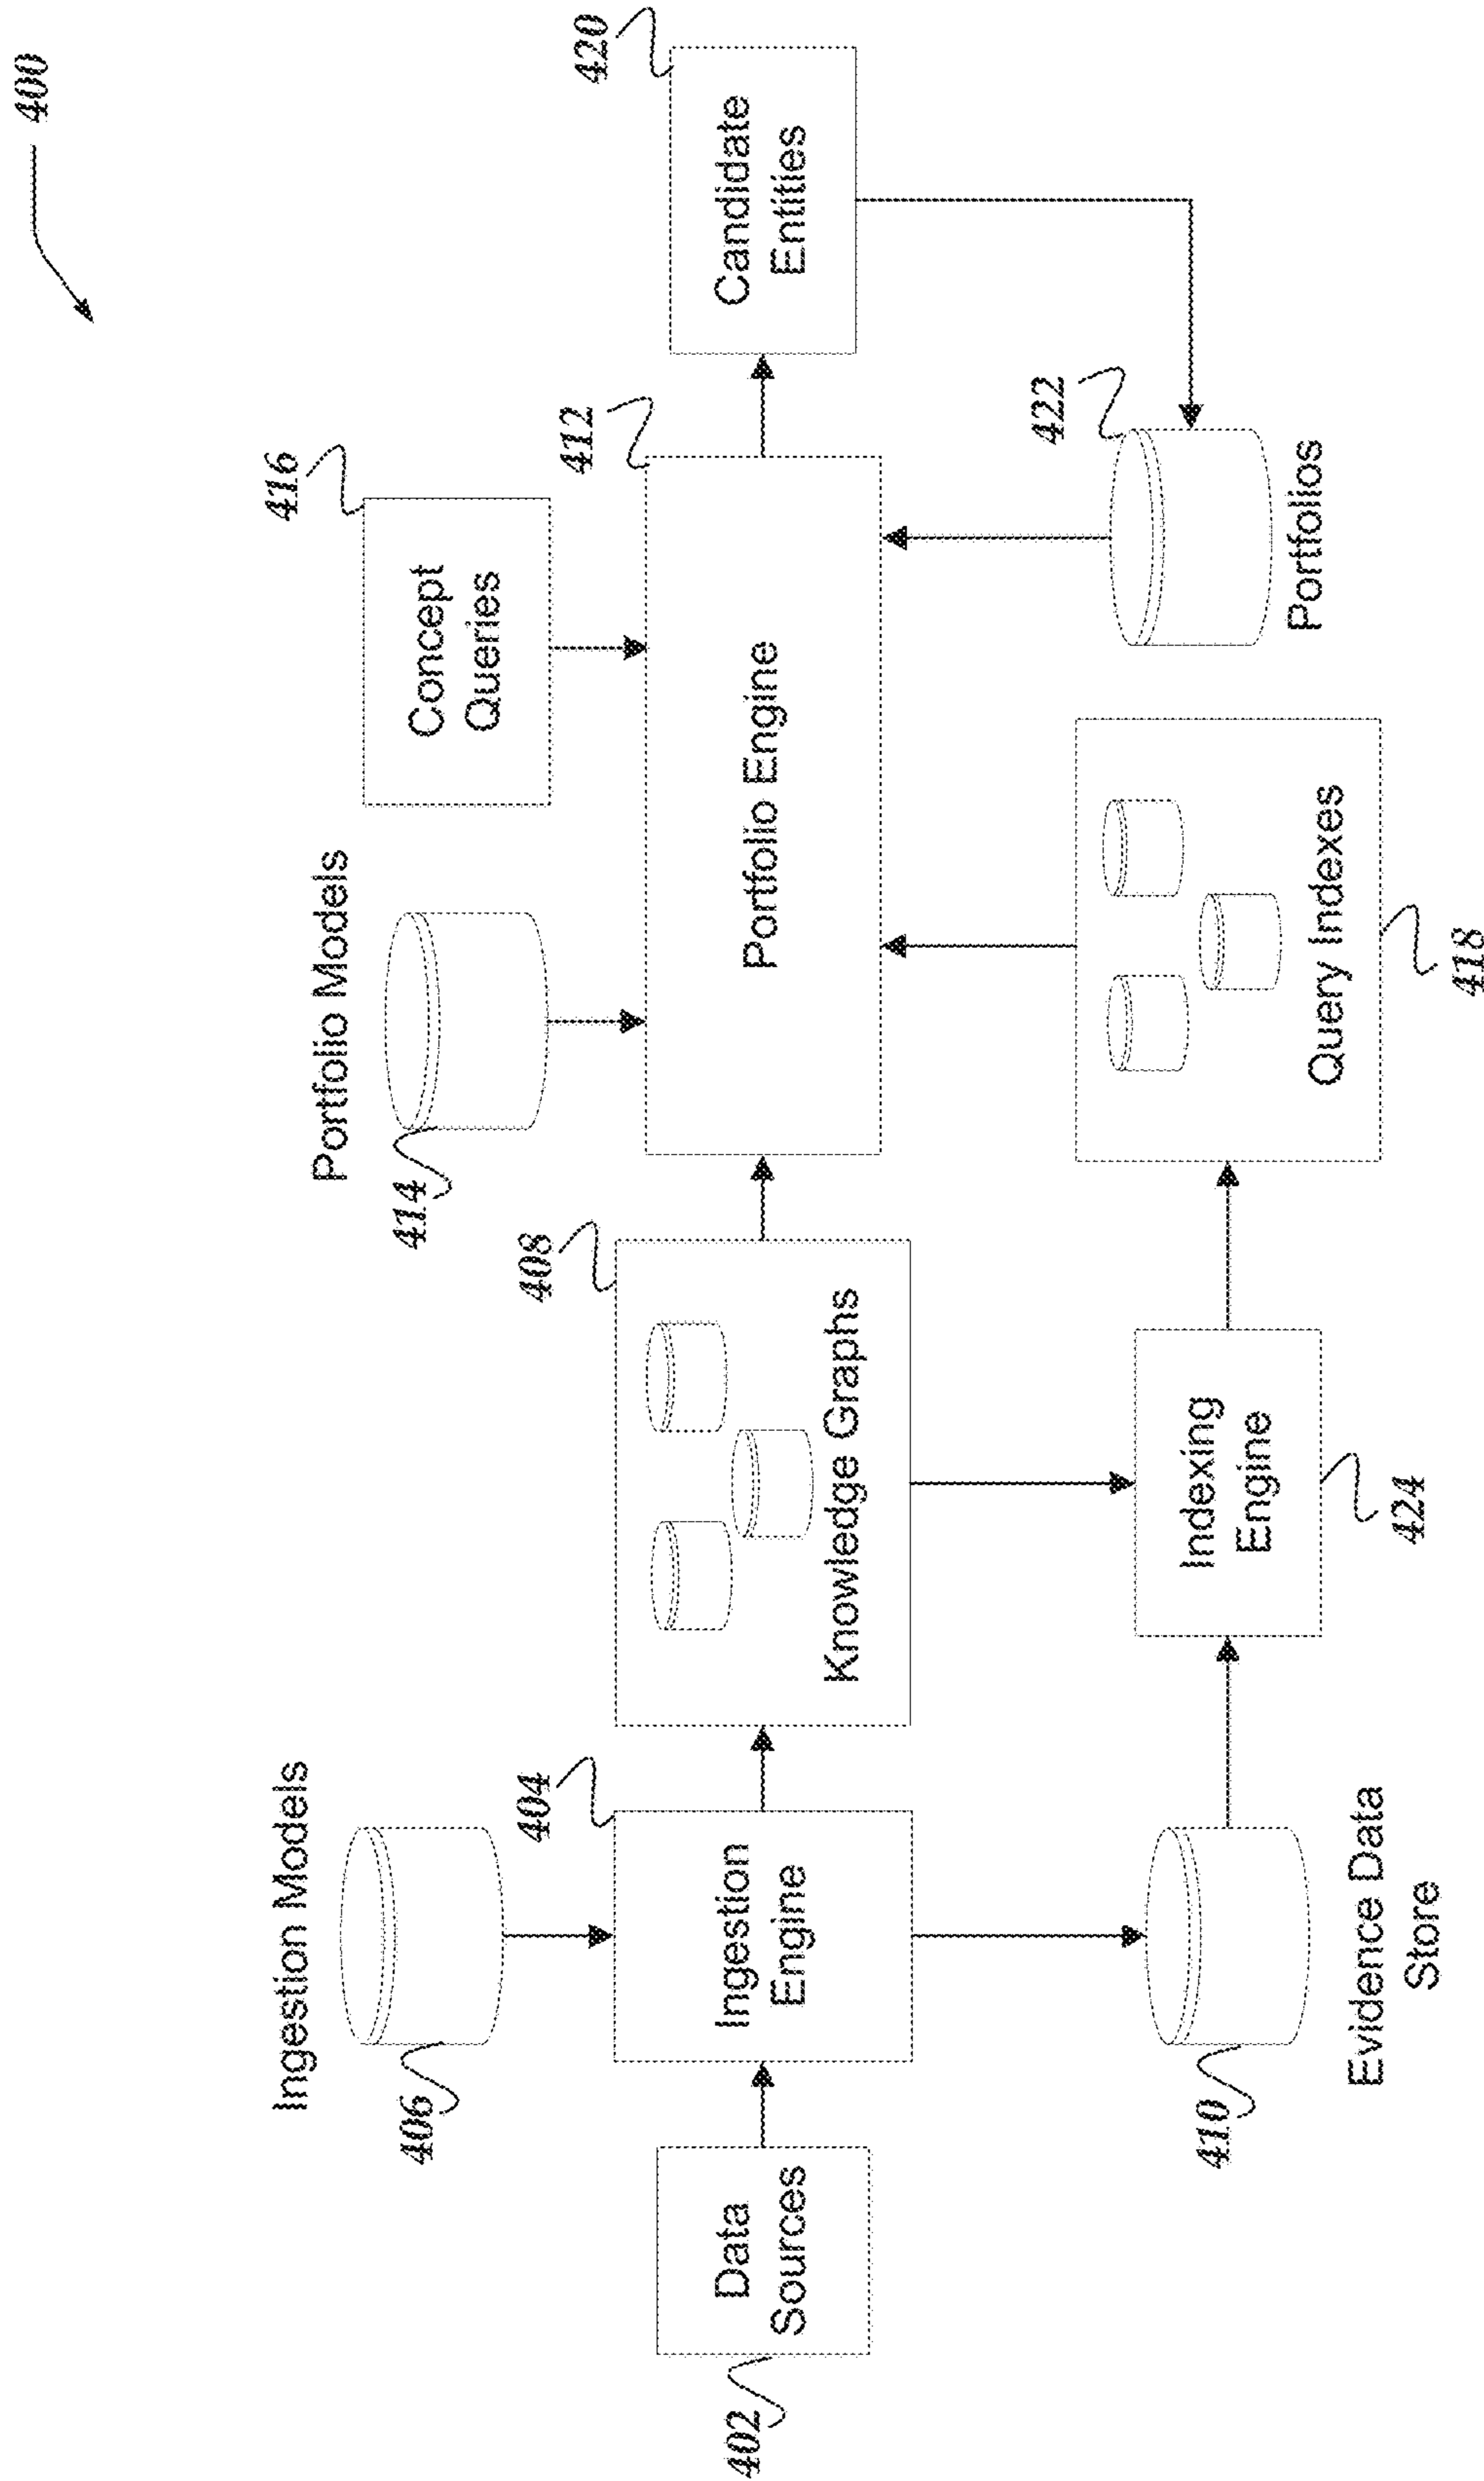 400
Ingestion Models
406
Portfolio Models
414
Concept
Queries
416
402
Data
Sources
Ingestion
Engine
404
Knowledge Graphs
408
Portfolio Engine
412
Candidate
Entities
420
410
Evidence Data
Store
Indexing
Engine
424
Query Indexes
418
Portfolios
422